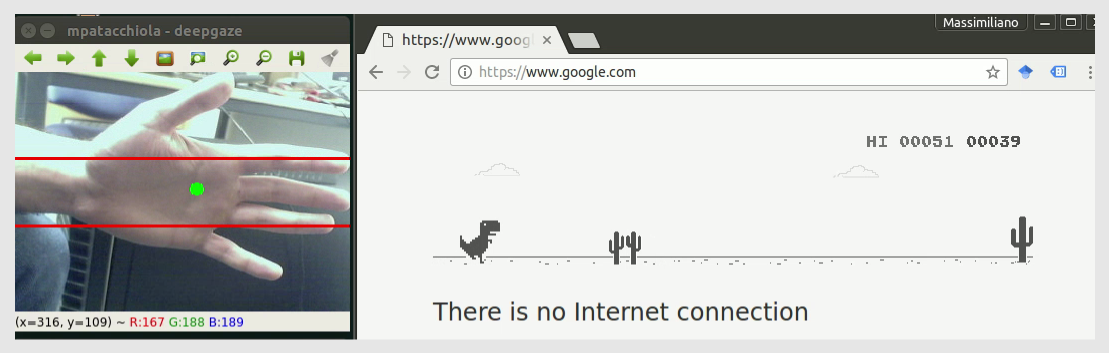 mpatacchiola - deepgaze
(x=316, y=109) ~ R:167 G:188 B:189
Massimiliano
https://www.goog
https://www.google.com
HI 00051 00039
There is no Internet connection